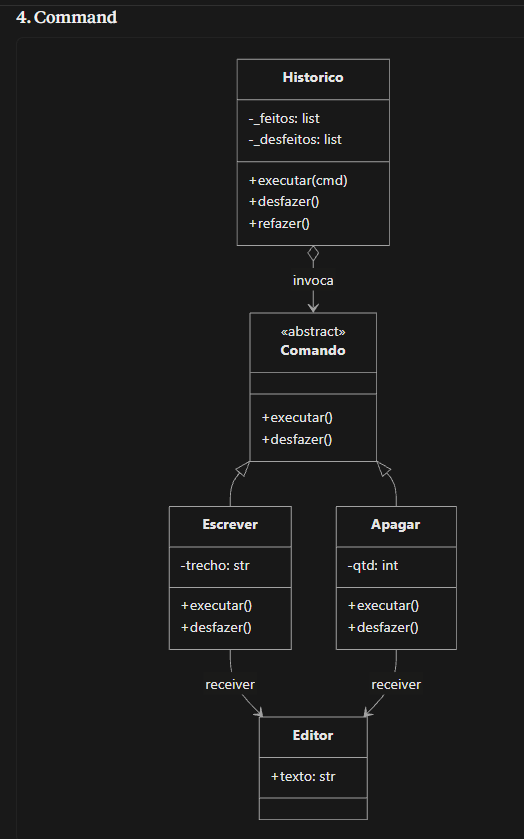 4. Command
Historico
-_feitos: list
-_desfeitos: list
+executar(cmd)
+desfazer()
+refazer()
invoca
«abstract»
Comando
+executar()
+desfazer()
Escrever
-trecho: str
+executar()
+desfazer()
Apagar
-qtd: int
+executar()
+desfazer()
receiver
receiver
Editor
+texto: str